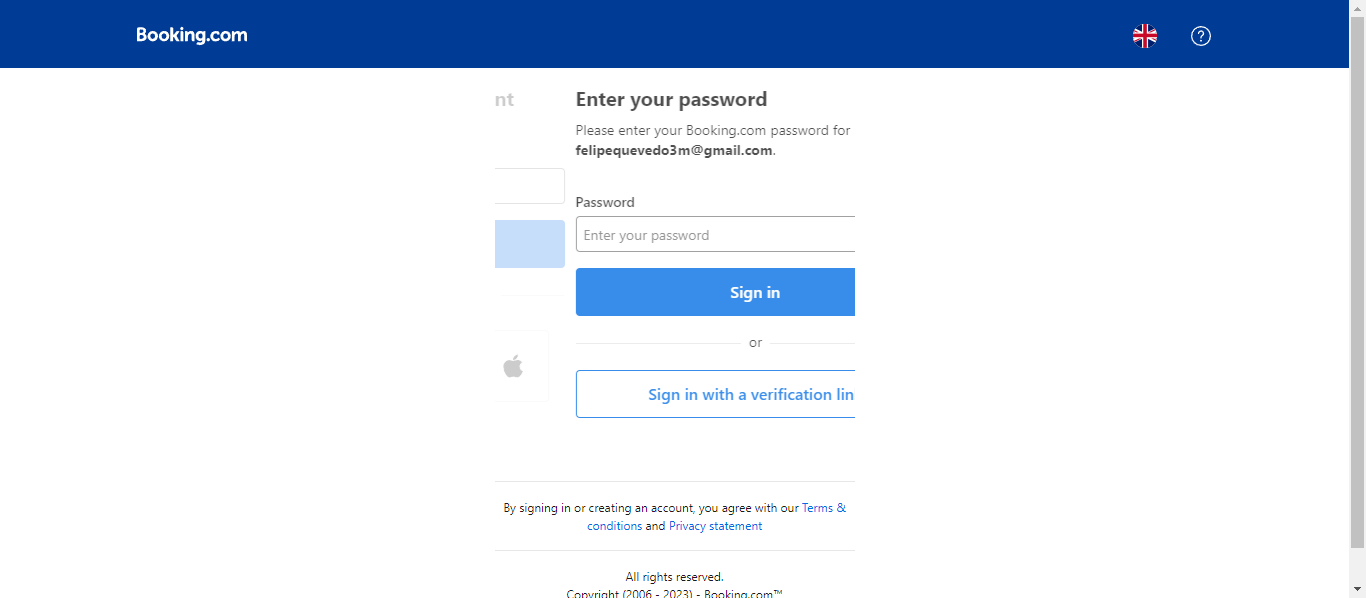 Booking.com
nt
Enter your password
Please enter your Booking.com password for
felipequevedo3m@gmail.com.
Password
Enter your password
Sign in
or
Sign in with a verification lin
By signing in or creating an account, you agree with our Terms &
conditions and Privacy statement
All rights reserved.
Copyright (2006 - 2023) - Booking.com™